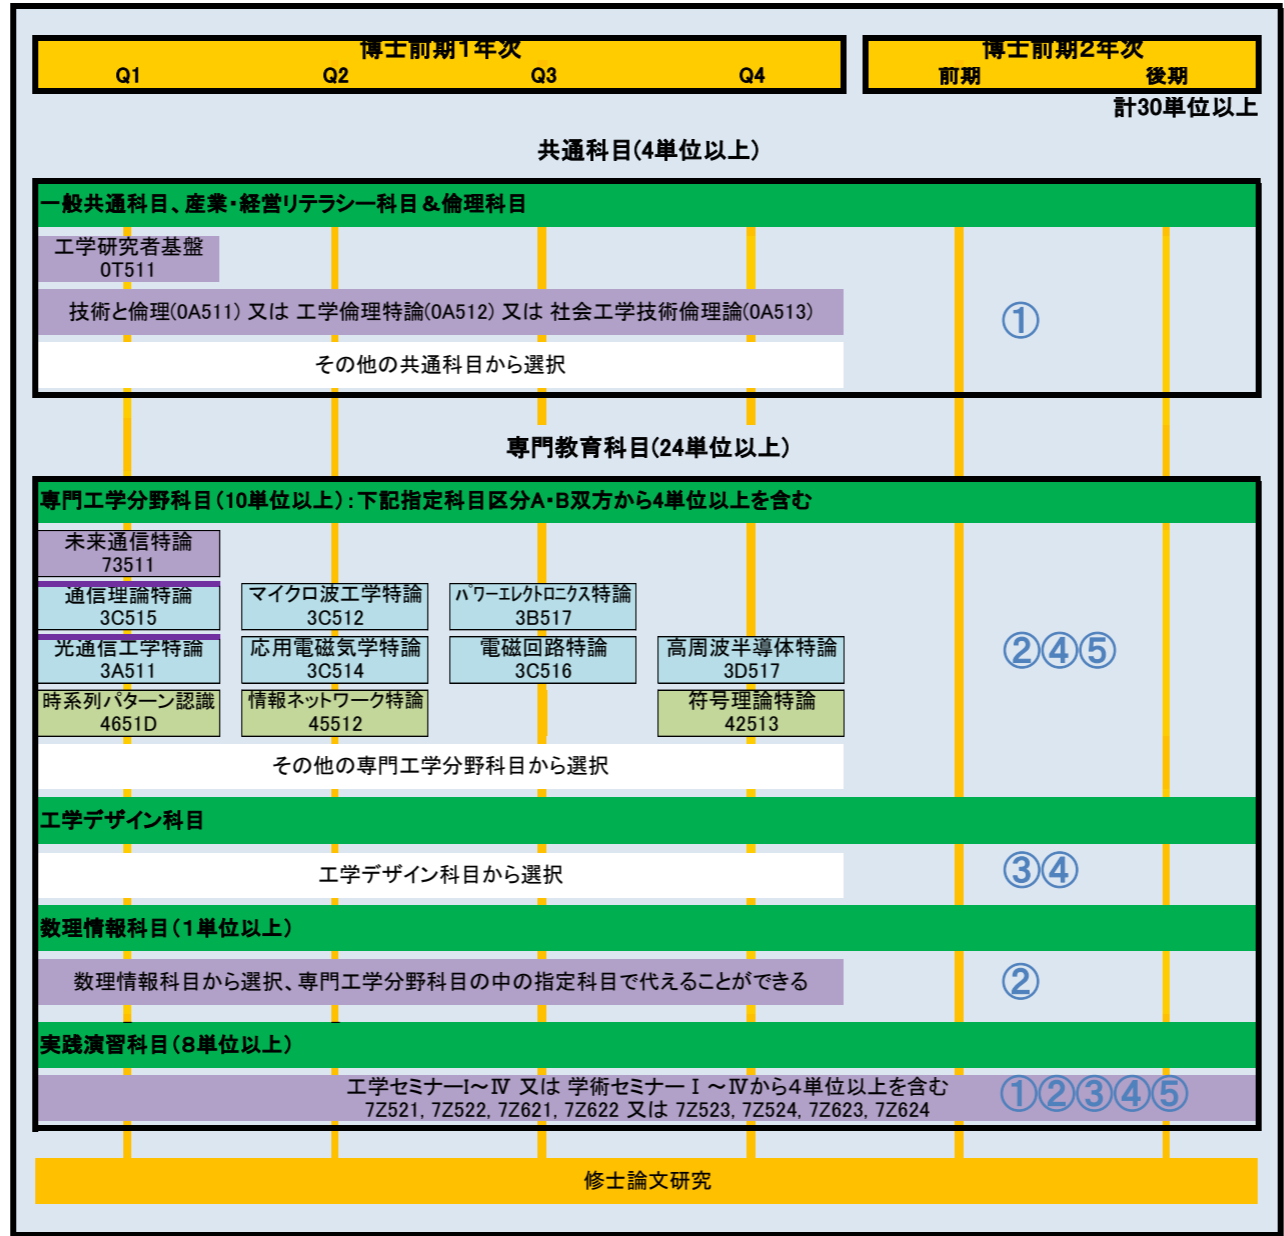 博士前期1年次
博士前期2年次
Q1
Q2
Q3
Q4
前期
後期
計30単位以上
共通科目(4単位以上)
一般共通科目、産業・経営リテラシー科目&倫理科目
工学研究者基盤
0T511
技術と倫理(0A511) 又は 工学倫理特論(0A512) 又は 社会工学技術倫理論(0A513)
①
その他の共通科目から選択
専門教育科目(24単位以上)
専門工学分野科目(10単位以上):下記指定科目区分A・B双方から4単位以上を含む
未来通信特論
73511
通信理論特論
3C515
マイクロ波工学特論
3C512
パワーエレクトロニクス特論
3B517
光通信工学特論
3A511
応用電磁気学特論
3C514
電磁回路特論
3C516
高周波半導体特論
3D517
②④⑤
時系列パターン認識
4651D
情報ネットワーク特論
45512
符号理論特論
42513
その他の専門工学分野科目から選択
工学デザイン科目
工学デザイン科目から選択
③④
数理情報科目(1単位以上)
数理情報科目から選択、専門工学分野科目の中の指定科目で代えることができる
②
実践演習科目(8単位以上)
工学セミナーI~Ⅳ 又は 学術セミナー Ⅰ ~Ⅳから4単位以上を含む
7Z521, 7Z522, 7Z621, 7Z622 又は 7Z523, 7Z524, 7Z623, 7Z624
①②③④⑤
修士論文研究